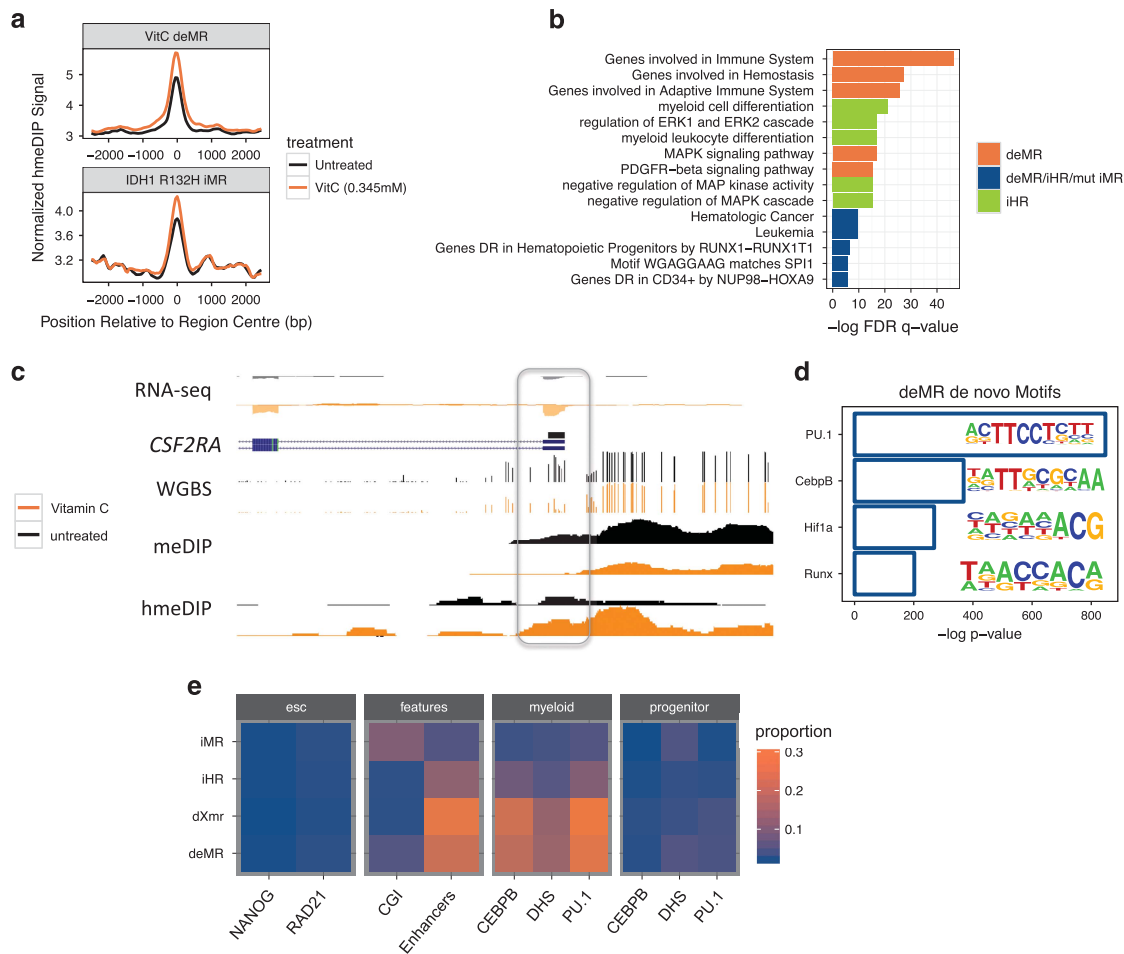 a
VitC deMR
5
4
3
−2000 −1000 0 1000 2000
IDH1 R132H iMR
4.0
3.6
3.2
−2000 −1000 0 1000 2000
Normalized hmeDIP Signal
Position Relative to Region Centre (bp)
treatment
Untreated
VitC (0.345mM)
b
Genes involved in Immune System
Genes involved in Hemostasis
Genes involved in Adaptive Immune System
myeloid cell differentiation
regulation of ERK1 and ERK2 cascade
myeloid leukocyte differentiation
MAPK signaling pathway
PDGFR−beta signaling pathway
negative regulation of MAP kinase activity
negative regulation of MAPK cascade
Hematologic Cancer
Leukemia
Genes DR in Hematopoietic Progenitors by RUNX1−RUNX1T1
Motif WGAGGAAG matches SPI1
Genes DR in CD34+ by NUP98−HOXA9
0 10 20 30 40
−log FDR q−value
deMR
deMR/iHR/mut iMR
iHR
c
RNA-seq
CSF2RA
WGBS
meDIP
hmeDIP
Vitamin C
untreated
d
deMR de novo Motifs
PU.1
CebpB
Hif1a
Runx
0 200 400 600 800
−log p−value
e
esc features myeloid progenitor
iMR
iHR
dXmr
deMR
NANOG RAD21 CGI Enhancers CEBPB DHS PU.1 CEBPB DHS PU.1
proportion
0.3
0.2
0.1